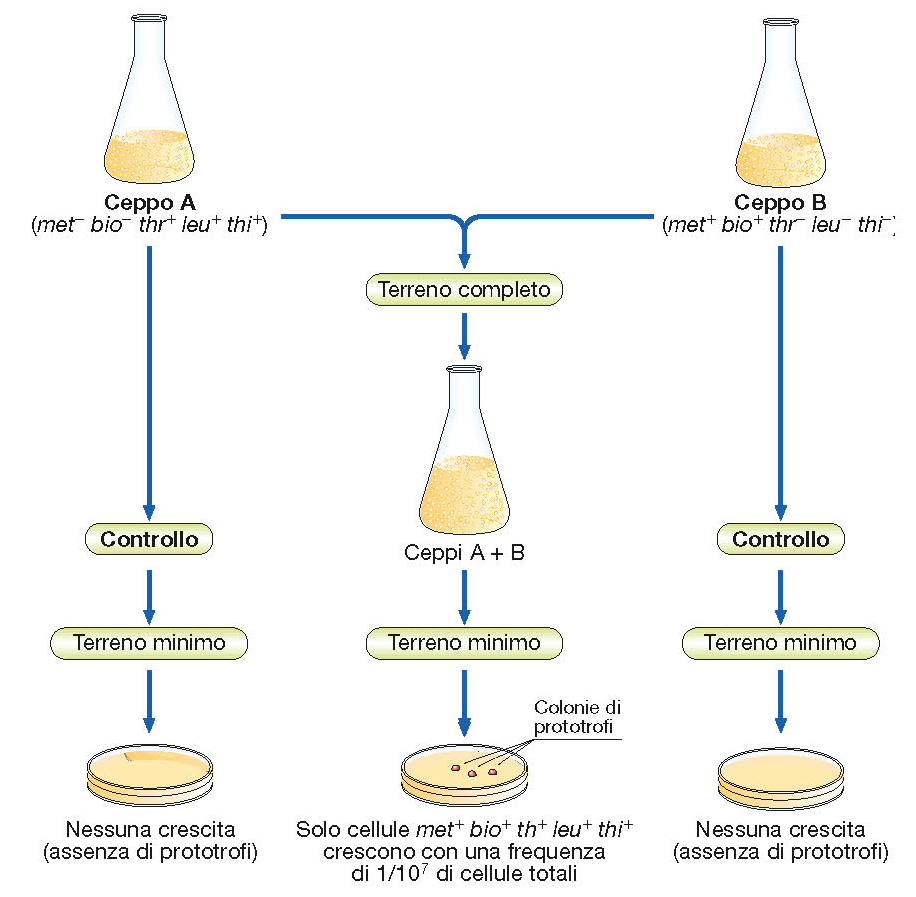 Ceppo A
(met⁻ bio⁻ thr⁺ leu⁺ thi⁺)
Ceppo B
(met⁺ bio⁺ thr⁻ leu⁻ thi⁻)
Terreno completo
Ceppi A + B
Controllo
Controllo
Terreno minimo
Terreno minimo
Terreno minimo
Colonie di
prototrofi
Nessuna crescita
(assenza di prototrofi)
Solo cellule met⁺ bio⁺ th⁺ leu⁺ thi⁺
crescono con una frequenza
di 1/10⁷ di cellule totali
Nessuna crescita
(assenza di prototrofi)